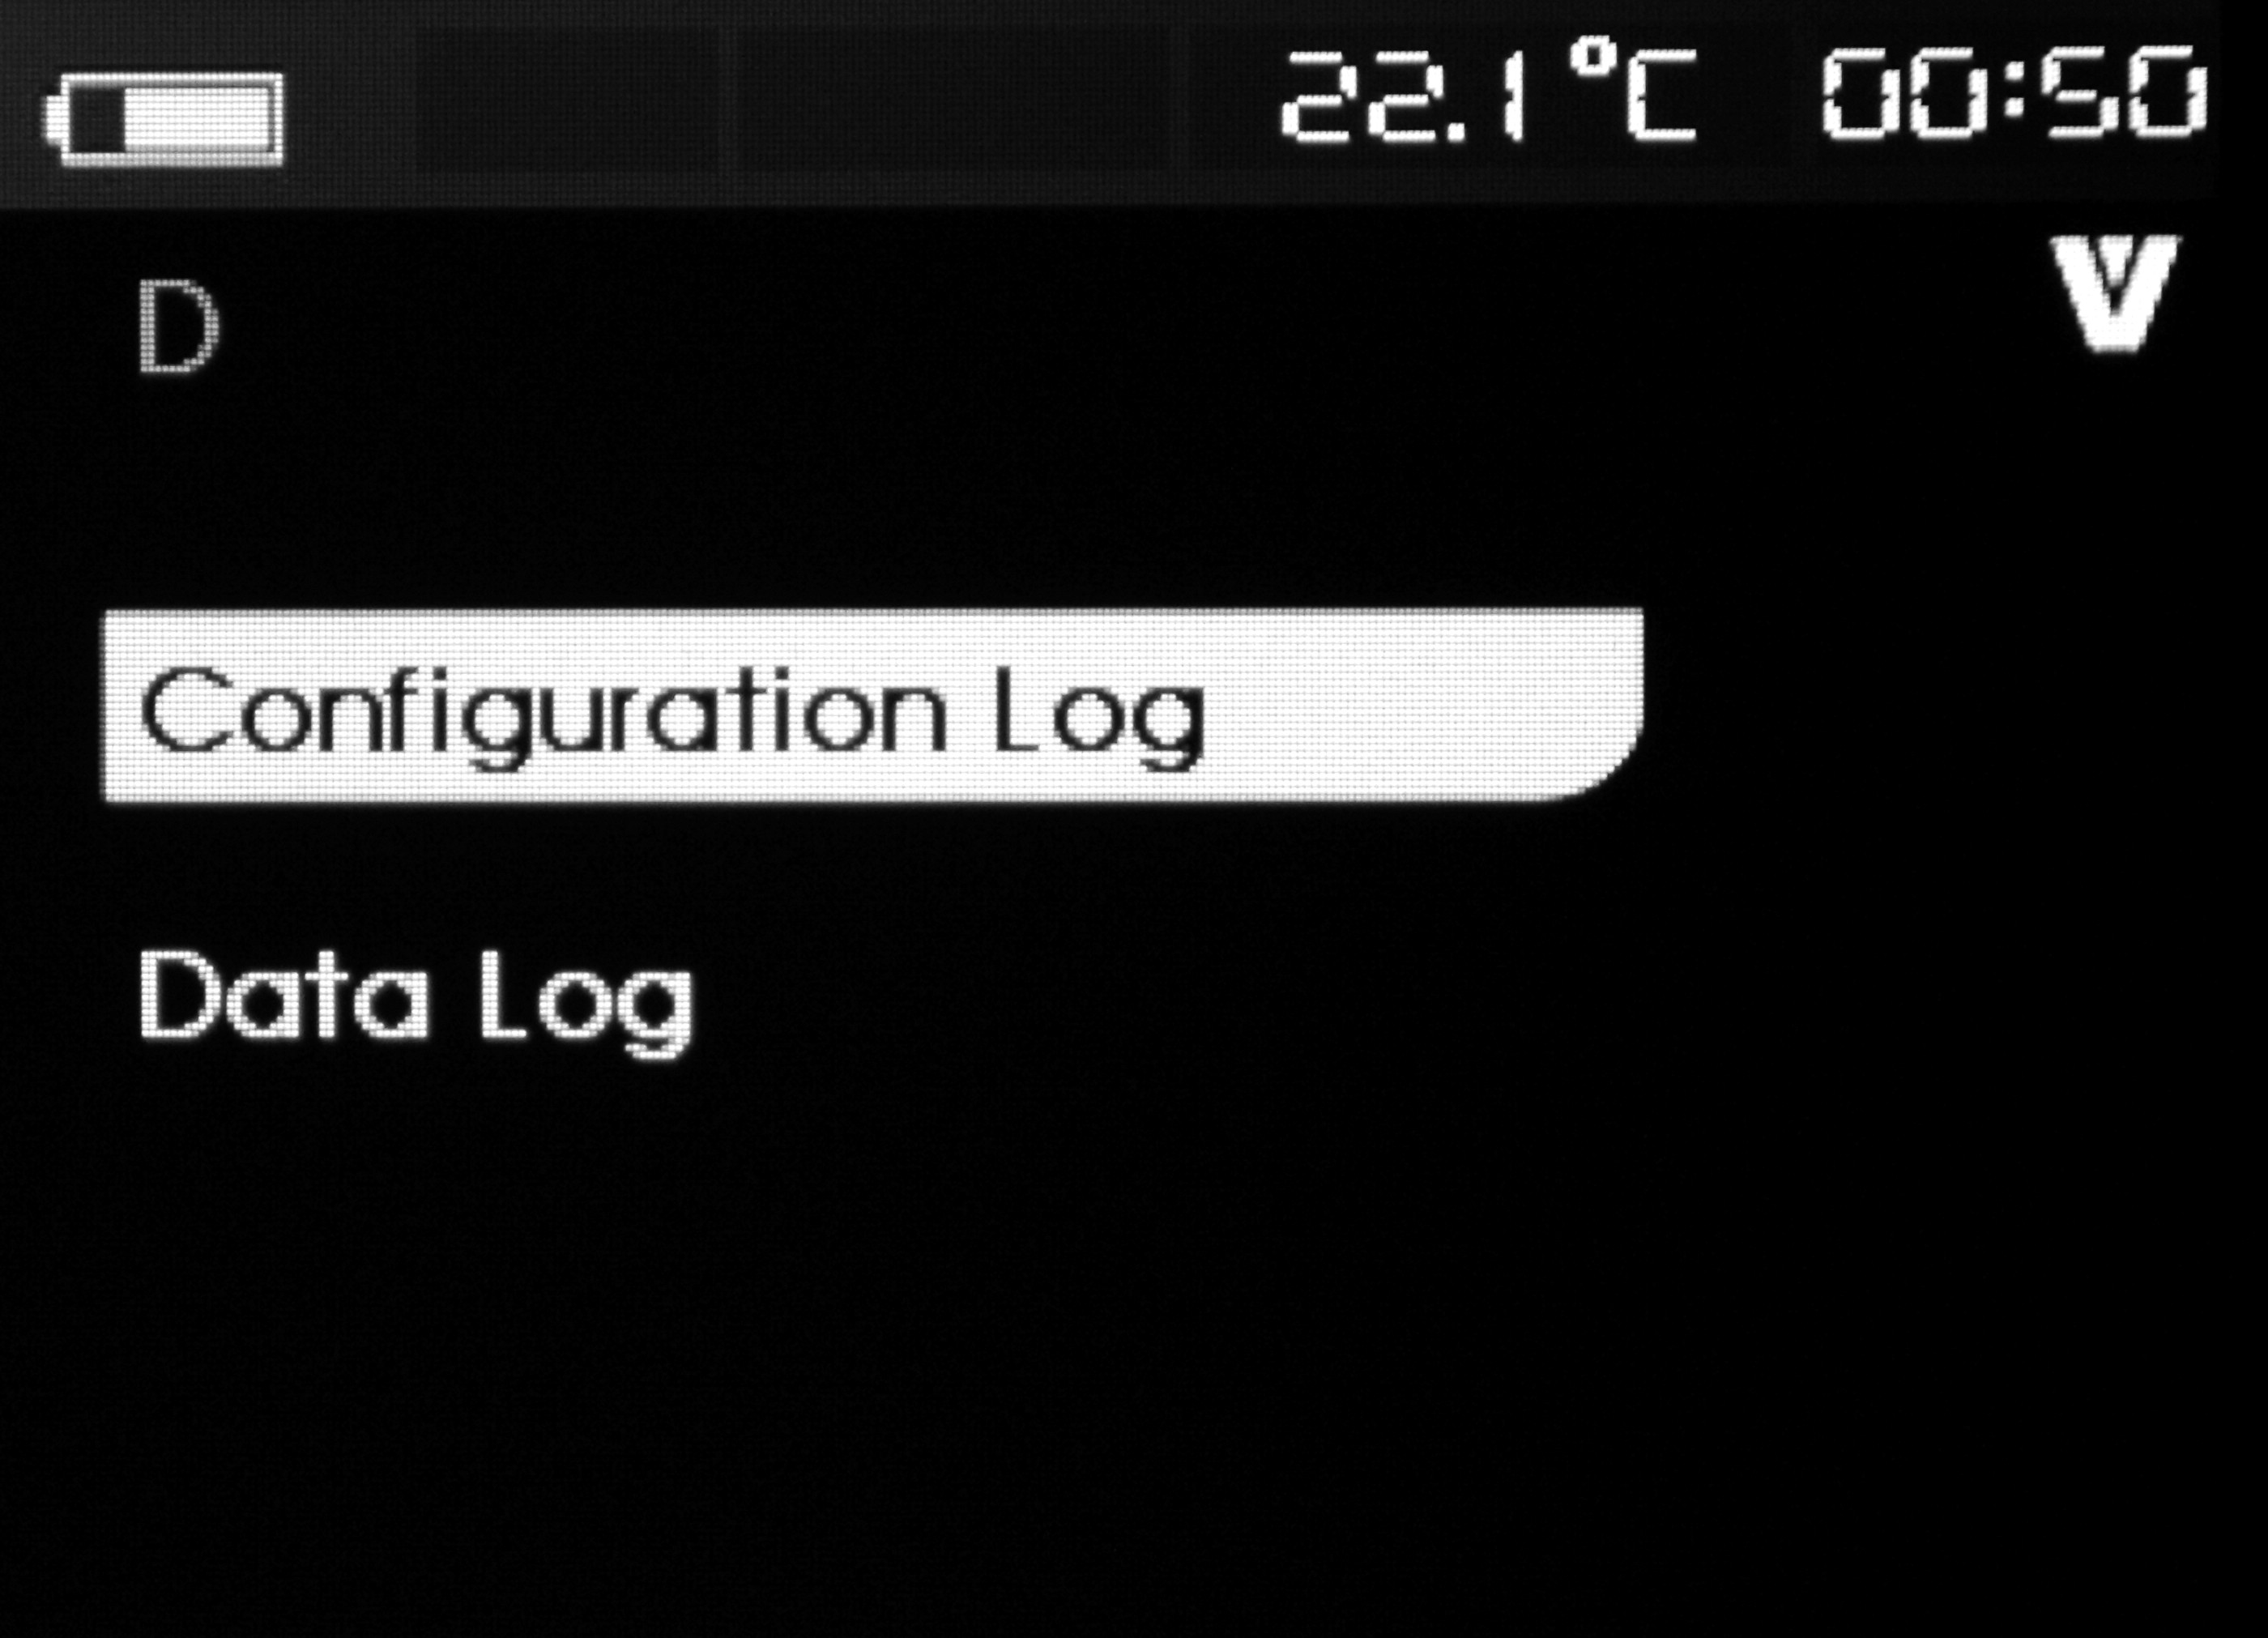 22.1 °C 00:50
D
V
Configuration Log
Data Log